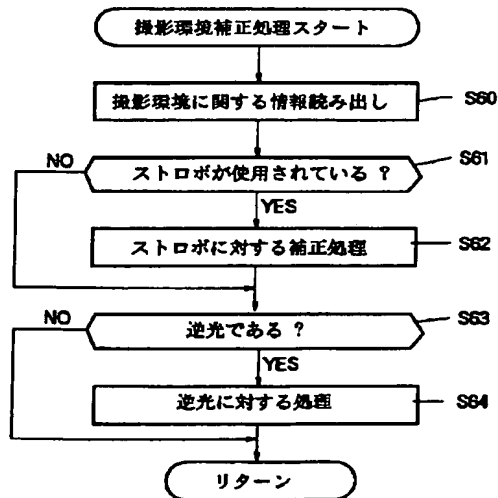 撮影環境補正処理スタート
撮影環境に関する情報読み出し
S60
NO
ストロボが使用されている ?
S61
YES
ストロボに対する補正処理
S62
NO
逆光である ?
S63
YES
逆光に対する処理
S64
リターン